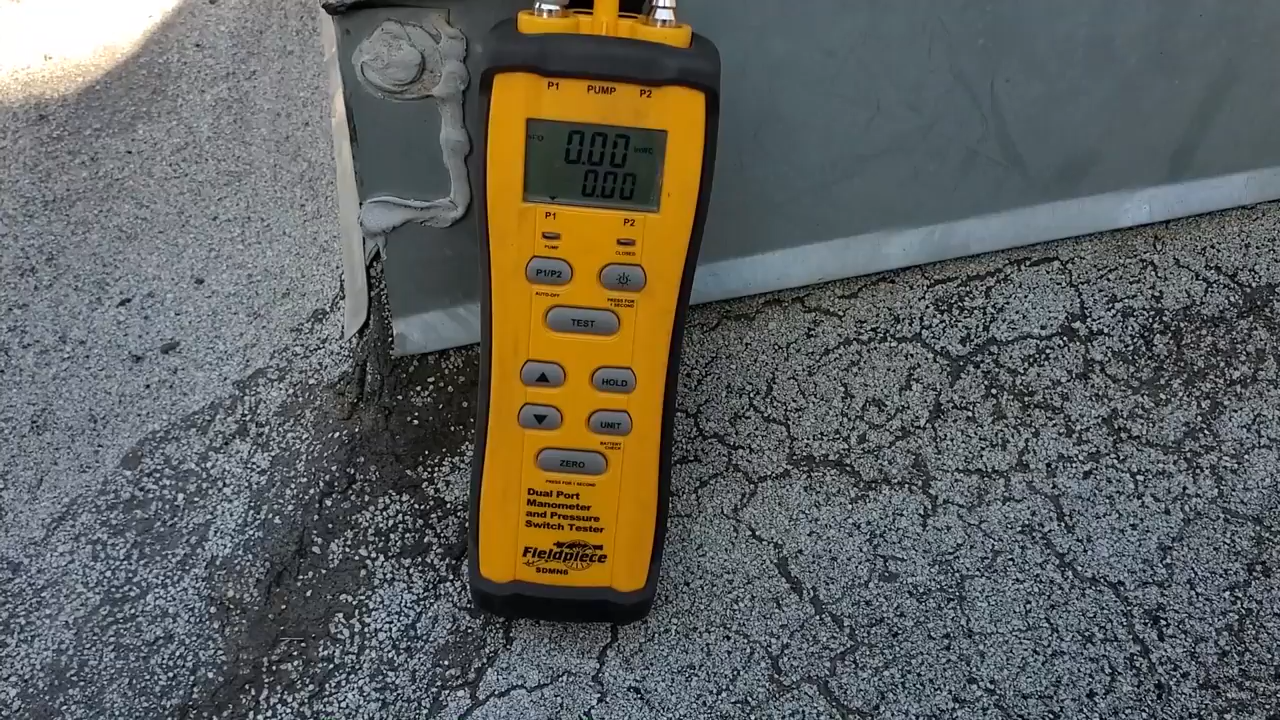 P1 PUMP P2
APO
0.00 InWC
0.00
P1 P2
PUMP CLOSED
P1/P2
AUTO-OFF PRESS FOR
1 SECOND
TEST
HOLD
UNIT
BATTERY
CHECK
ZERO
PRESS FOR 1 SECOND
Dual Port
Manometer
and Pressure
Switch Tester
Fieldpiece
SDMN6